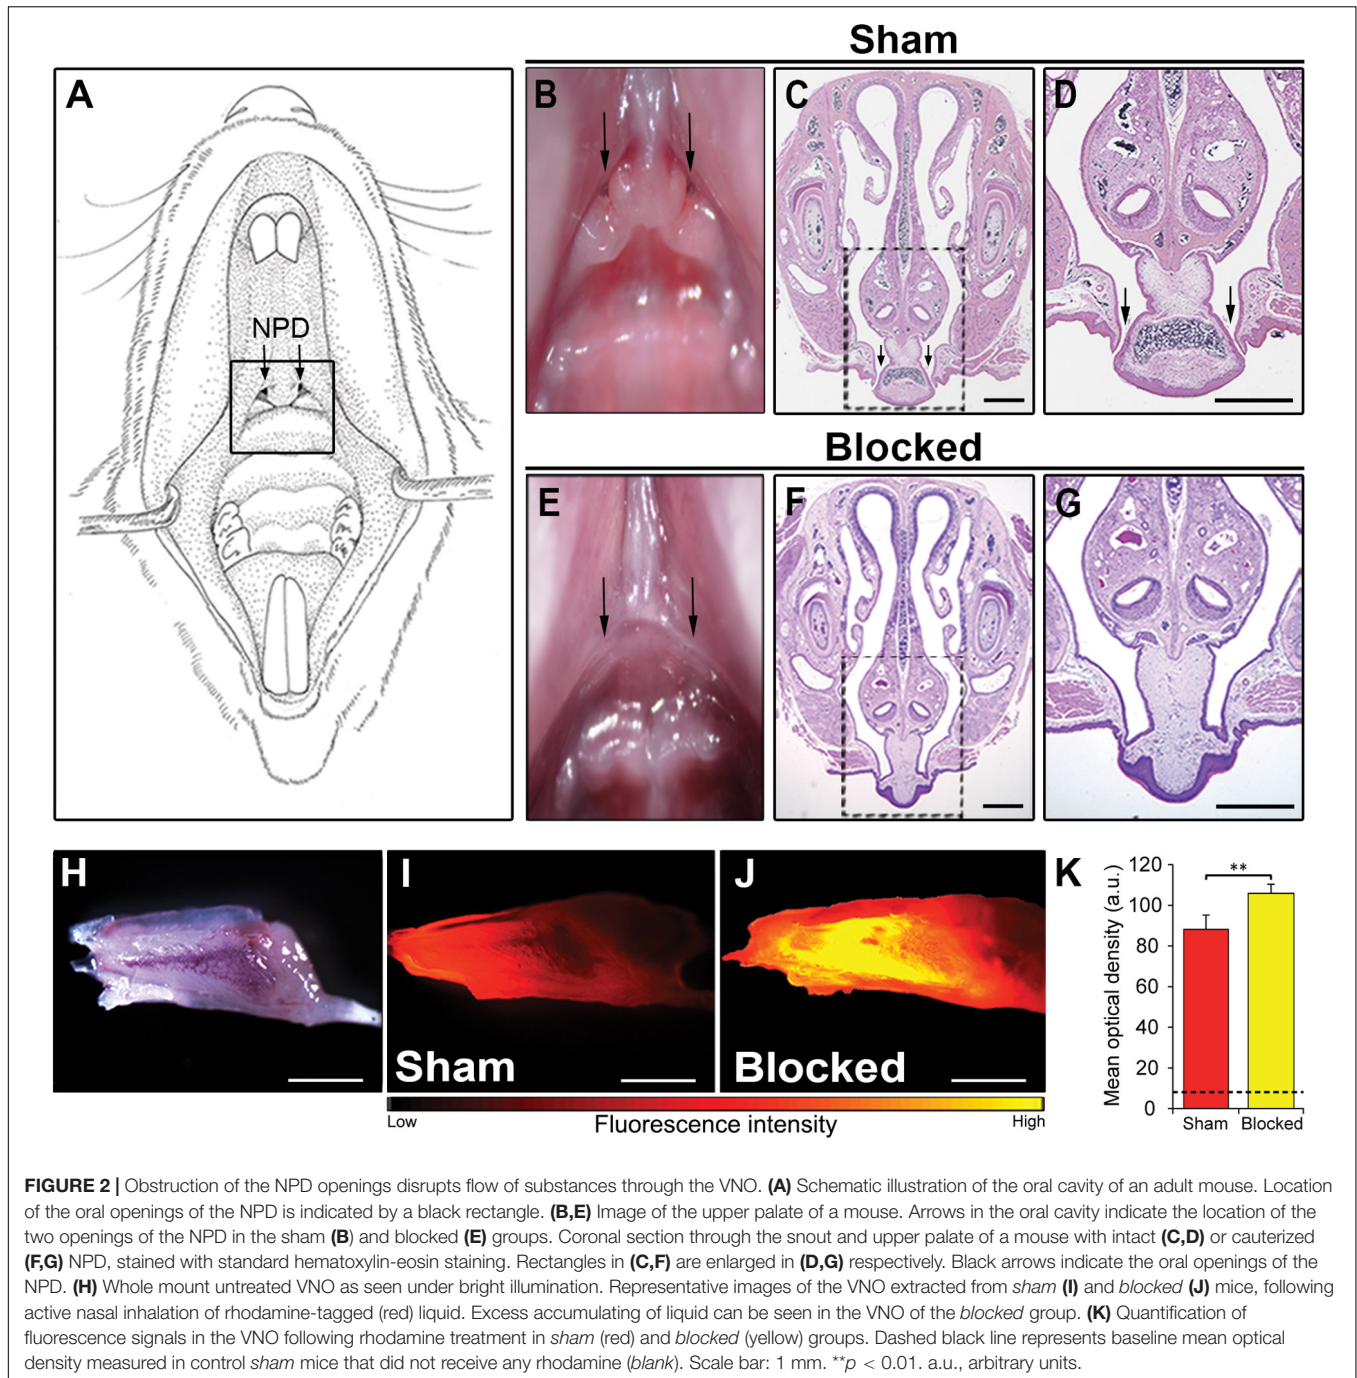 Sham
A
NPD
B
C
D
Blocked
E
F
G
H
I
Sham
J
Blocked
Low
Fluorescence intensity
High
K
Mean optical density (a.u.)
120
100
80
60
40
20
0
**
Sham
Blocked
FIGURE 2 | Obstruction of the NPD openings disrupts flow of substances through the VNO. (A) Schematic illustration of the oral cavity of an adult mouse. Location
of the oral openings of the NPD is indicated by a black rectangle. (B,E) Image of the upper palate of a mouse. Arrows in the oral cavity indicate the location of the
two openings of the NPD in the sham (B) and blocked (E) groups. Coronal section through the snout and upper palate of a mouse with intact (C,D) or cauterized
(F,G) NPD, stained with standard hematoxylin-eosin staining. Rectangles in (C,F) are enlarged in (D,G) respectively. Black arrows indicate the oral openings of the
NPD. (H) Whole mount untreated VNO as seen under bright illumination. Representative images of the VNO extracted from sham (I) and blocked (J) mice, following
active nasal inhalation of rhodamine-tagged (red) liquid. Excess accumulating of liquid can be seen in the VNO of the blocked group. (K) Quantification of
fluorescence signals in the VNO following rhodamine treatment in sham (red) and blocked (yellow) groups. Dashed black line represents baseline mean optical
density measured in control sham mice that did not receive any rhodamine (blank). Scale bar: 1 mm. **p < 0.01. a.u., arbitrary units.